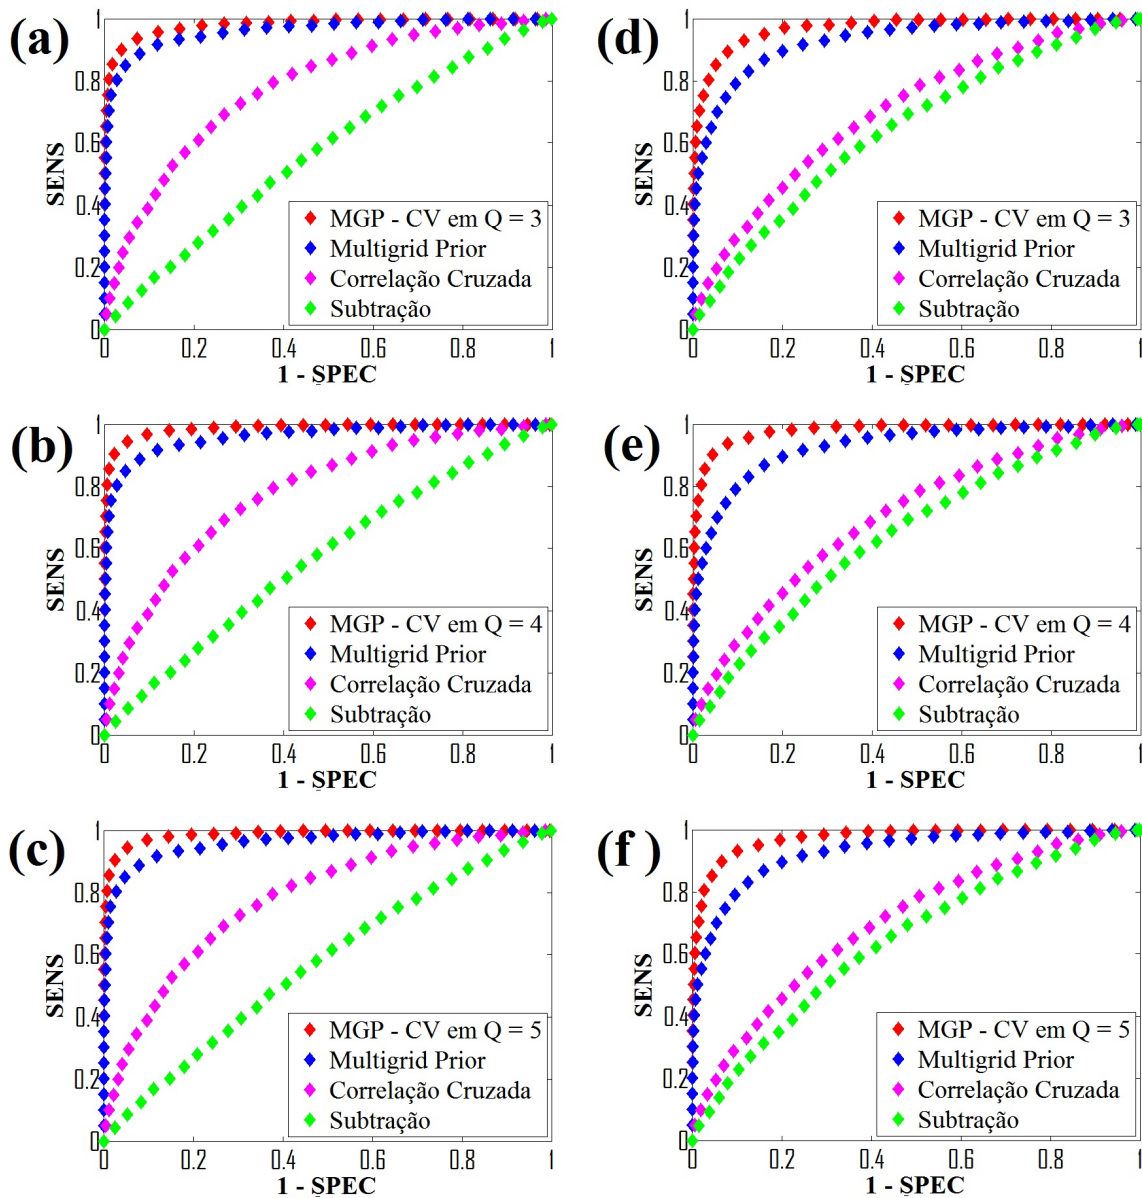 (a)
SENS
1
0.8
0.6
0.4
0.2
0
0 0.2 0.4 0.6 0.8 1
1 - SPEC
MGP - CV em Q = 3
Multigrid Prior
Correlação Cruzada
Subtração
(d)
SENS
1
0.8
0.6
0.4
0.2
0
0 0.2 0.4 0.6 0.8 1
1 - SPEC
MGP - CV em Q = 3
Multigrid Prior
Correlação Cruzada
Subtração
(b)
SENS
1
0.8
0.6
0.4
0.2
0
0 0.2 0.4 0.6 0.8 1
1 - SPEC
MGP - CV em Q = 4
Multigrid Prior
Correlação Cruzada
Subtração
(e)
SENS
1
0.8
0.6
0.4
0.2
0
0 0.2 0.4 0.6 0.8 1
1 - SPEC
MGP - CV em Q = 4
Multigrid Prior
Correlação Cruzada
Subtração
(c)
SENS
1
0.8
0.6
0.4
0.2
0
0 0.2 0.4 0.6 0.8 1
1 - SPEC
MGP - CV em Q = 5
Multigrid Prior
Correlação Cruzada
Subtração
(f)
SENS
1
0.8
0.6
0.4
0.2
0
0 0.2 0.4 0.6 0.8 1
1 - SPEC
MGP - CV em Q = 5
Multigrid Prior
Correlação Cruzada
Subtração